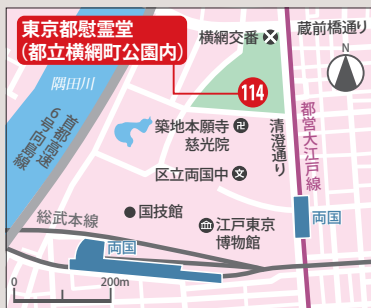 東京都慰霊堂
(都立横網町公園内)
横網交番
蔵前橋通り
N
隅田川
114
首都高速
6号向島線
築地本願寺
慈光院
清澄通り
都営大江戸線
区立両国中
文
国技館
江戸東京
博物館
両国
総武本線
両国
0
200m